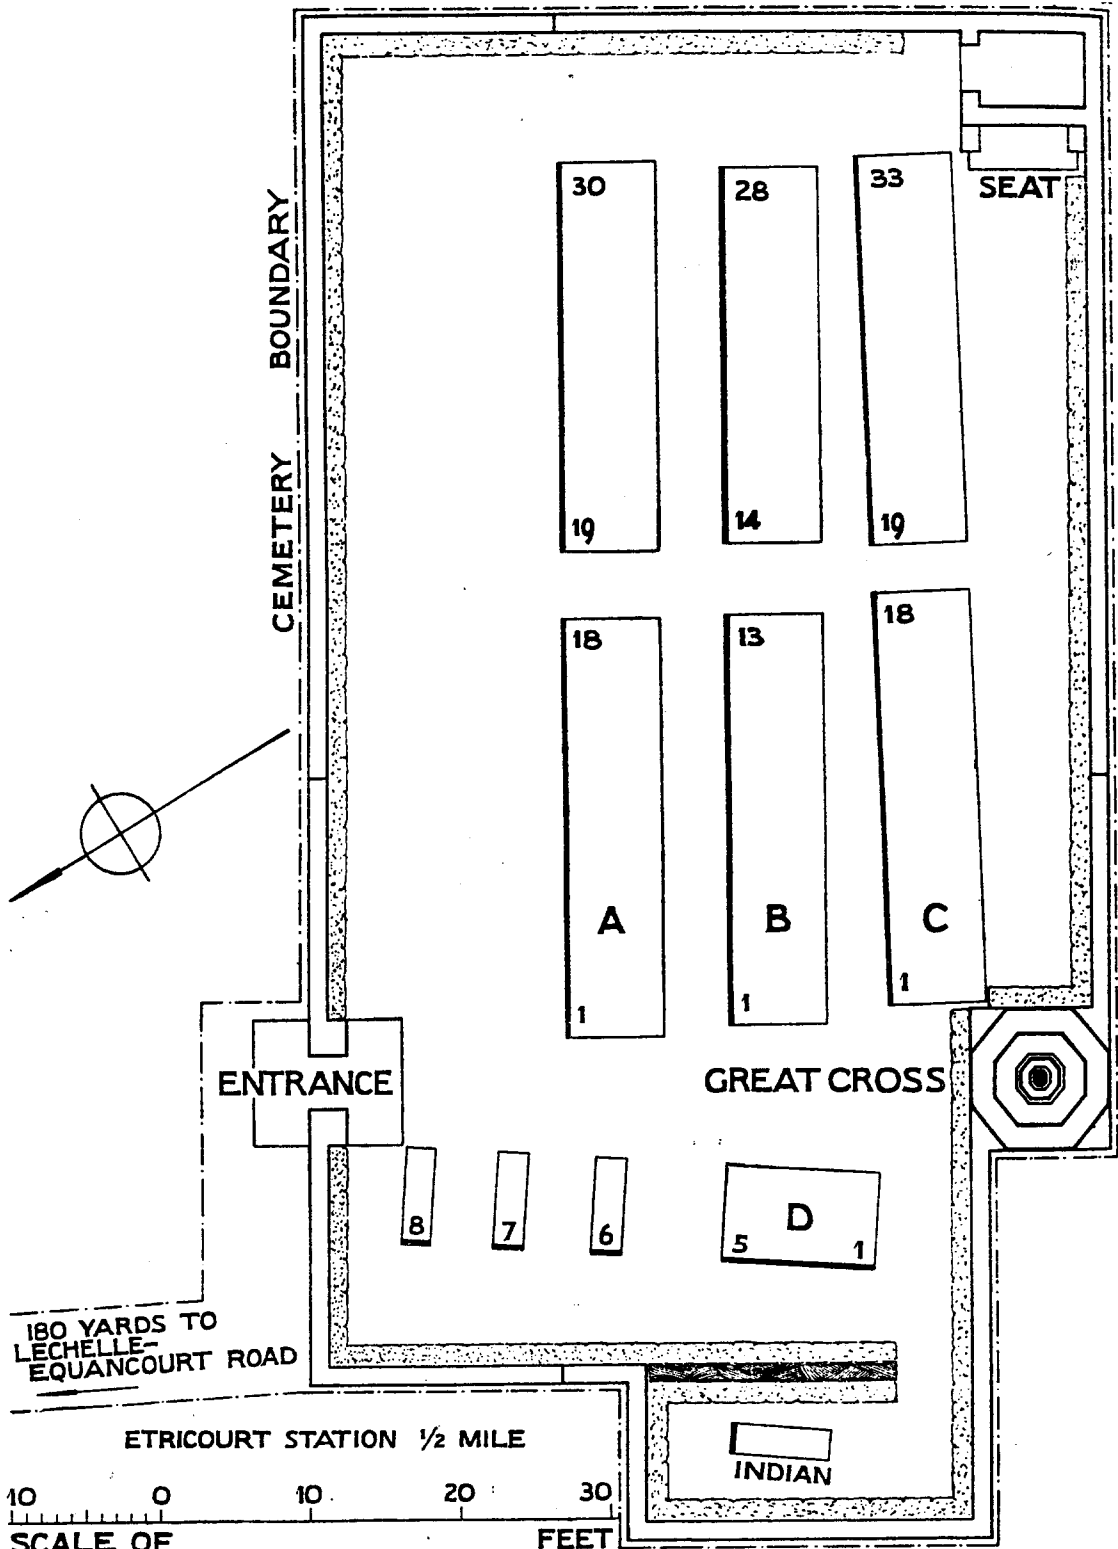 SEAT
30
28
33
19
14
19
CEMETERY BOUNDARY
18
13
18
A
B
C
1
1
1
ENTRANCE
GREAT CROSS
8
7
6
D
5
1
180 YARDS TO
LECHELLE-
EQUANCOURT ROAD
ETRICOURT STATION ½ MILE
INDIAN
10 0 10 20 30
SCALE OF FEET